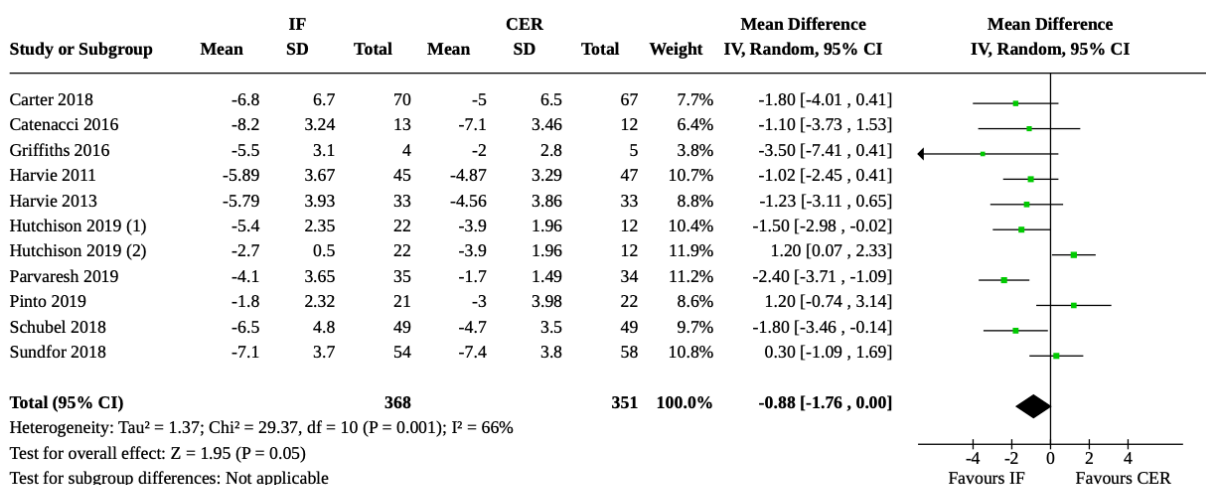 IF CER Mean Difference Mean Difference
Study or Subgroup Mean SD Total Mean SD Total Weight IV, Random, 95% CI IV, Random, 95% CI
Carter 2018 -6.8 6.7 70 -5 6.5 67 7.7% -1.80 [-4.01 , 0.41]
Catenacci 2016 -8.2 3.24 13 -7.1 3.46 12 6.4% -1.10 [-3.73 , 1.53]
Griffiths 2016 -5.5 3.1 4 -2 2.8 5 3.8% -3.50 [-7.41 , 0.41]
Harvie 2011 -5.89 3.67 45 -4.87 3.29 47 10.7% -1.02 [-2.45 , 0.41]
Harvie 2013 -5.79 3.93 33 -4.56 3.86 33 8.8% -1.23 [-3.11 , 0.65]
Hutchison 2019 (1) -5.4 2.35 22 -3.9 1.96 12 10.4% -1.50 [-2.98 , -0.02]
Hutchison 2019 (2) -2.7 0.5 22 -3.9 1.96 12 11.9% 1.20 [0.07 , 2.33]
Parvaresh 2019 -4.1 3.65 35 -1.7 1.49 34 11.2% -2.40 [-3.71 , -1.09]
Pinto 2019 -1.8 2.32 21 -3 3.98 22 8.6% 1.20 [-0.74 , 3.14]
Schubel 2018 -6.5 4.8 49 -4.7 3.5 49 9.7% -1.80 [-3.46 , -0.14]
Sundfor 2018 -7.1 3.7 54 -7.4 3.8 58 10.8% 0.30 [-1.09 , 1.69]
Total (95% CI) 368 351 100.0% -0.88 [-1.76 , 0.00]
Heterogeneity: Tau² = 1.37; Chi² = 29.37, df = 10 (P = 0.001); I² = 66%
Test for overall effect: Z = 1.95 (P = 0.05) -4 -2 0 2 4
Test for subgroup differences: Not applicable Favours IF Favours CER